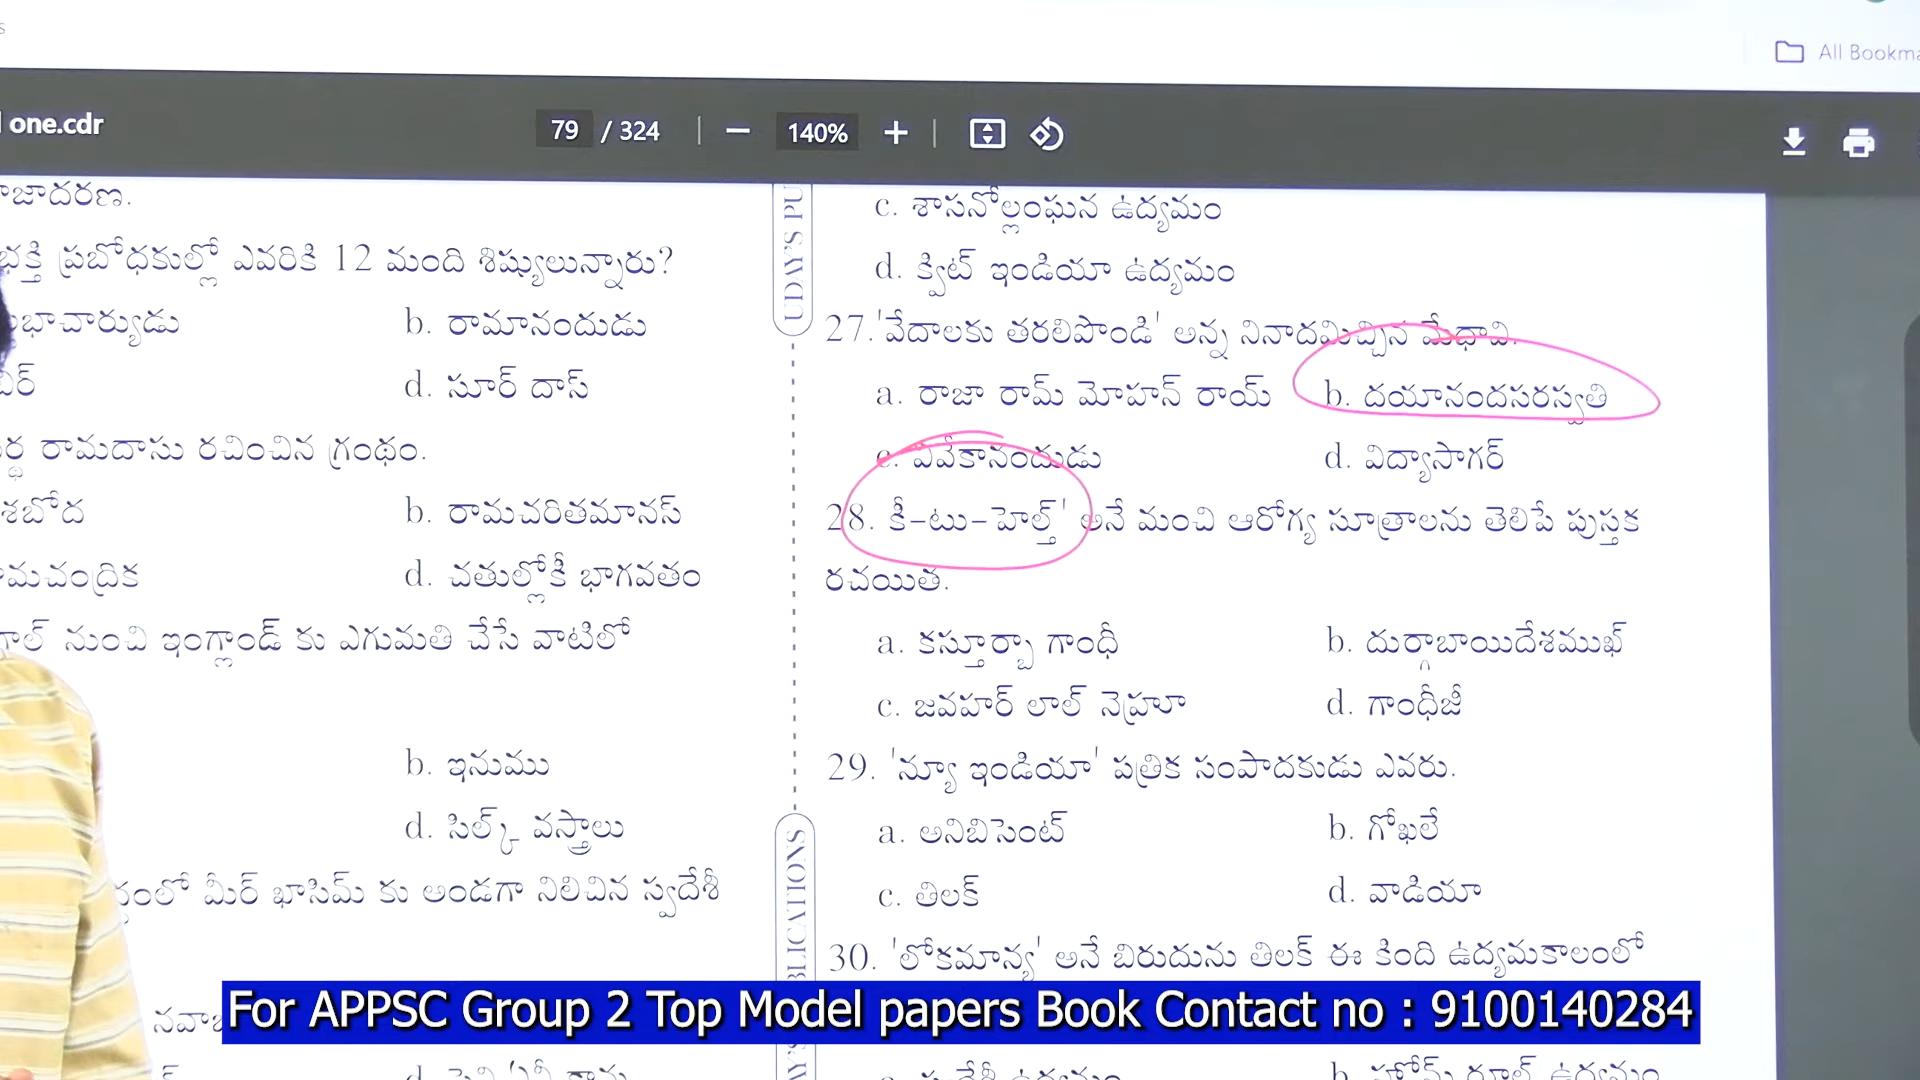 All
one.cdr
79 / 324
140%
భక్తి ప్రబోధకుల్లో ఎవరికి 12 మంది శిష్యులున్నారు?
b. రామానందుడు
d. సూర్ దాస్
రామదాసు రచించిన గ్రంథం.
b. రామచరితమానస్
d. చతుశ్లోకీ భాగవతం
నుంచి ఇంగ్లాండ్ కు ఎగుమతి చేసే వాటిలో
b. ఇనుము
d. సిల్క్ వస్త్రాలు
మీర్ ఖాసిమ్ కు అండగా నిలిచిన స్వదేశీ
c. శాసనోల్లంఘన ఉద్యమం
d. క్విట్ ఇండియా ఉద్యమం
27.'వేదాలకు తరలిపొండి' అన్న నినాదమిచ్చిన మేధావి.
a. రాజా రామ్ మోహన్ రాయ్ b. దయానందసరస్వతి
c. వివేకానందుడు d. విద్యాసాగర్
28. కీ-టు-హెల్త్' అనే మంచి ఆరోగ్య సూత్రాలను తెలిపే పుస్తక
రచయిత.
a. కస్తూర్బా గాంధీ b. దుర్గాబాయిదేశముఖ్
c. జవహర్ లాల్ నెహ్రూ d. గాంధీజీ
29. 'న్యూ ఇండియా' పత్రిక సంపాదకుడు ఎవరు.
a. అనిబిసెంట్ b. గోఖలే
c. తిలక్ d. వాడియా
30. 'లోకమాన్య' అనే బిరుదును తిలక్ ఈ కింది ఉద్యమకాలంలో
For APPSC Group 2 Top Model papers Book Contact no : 9100140284